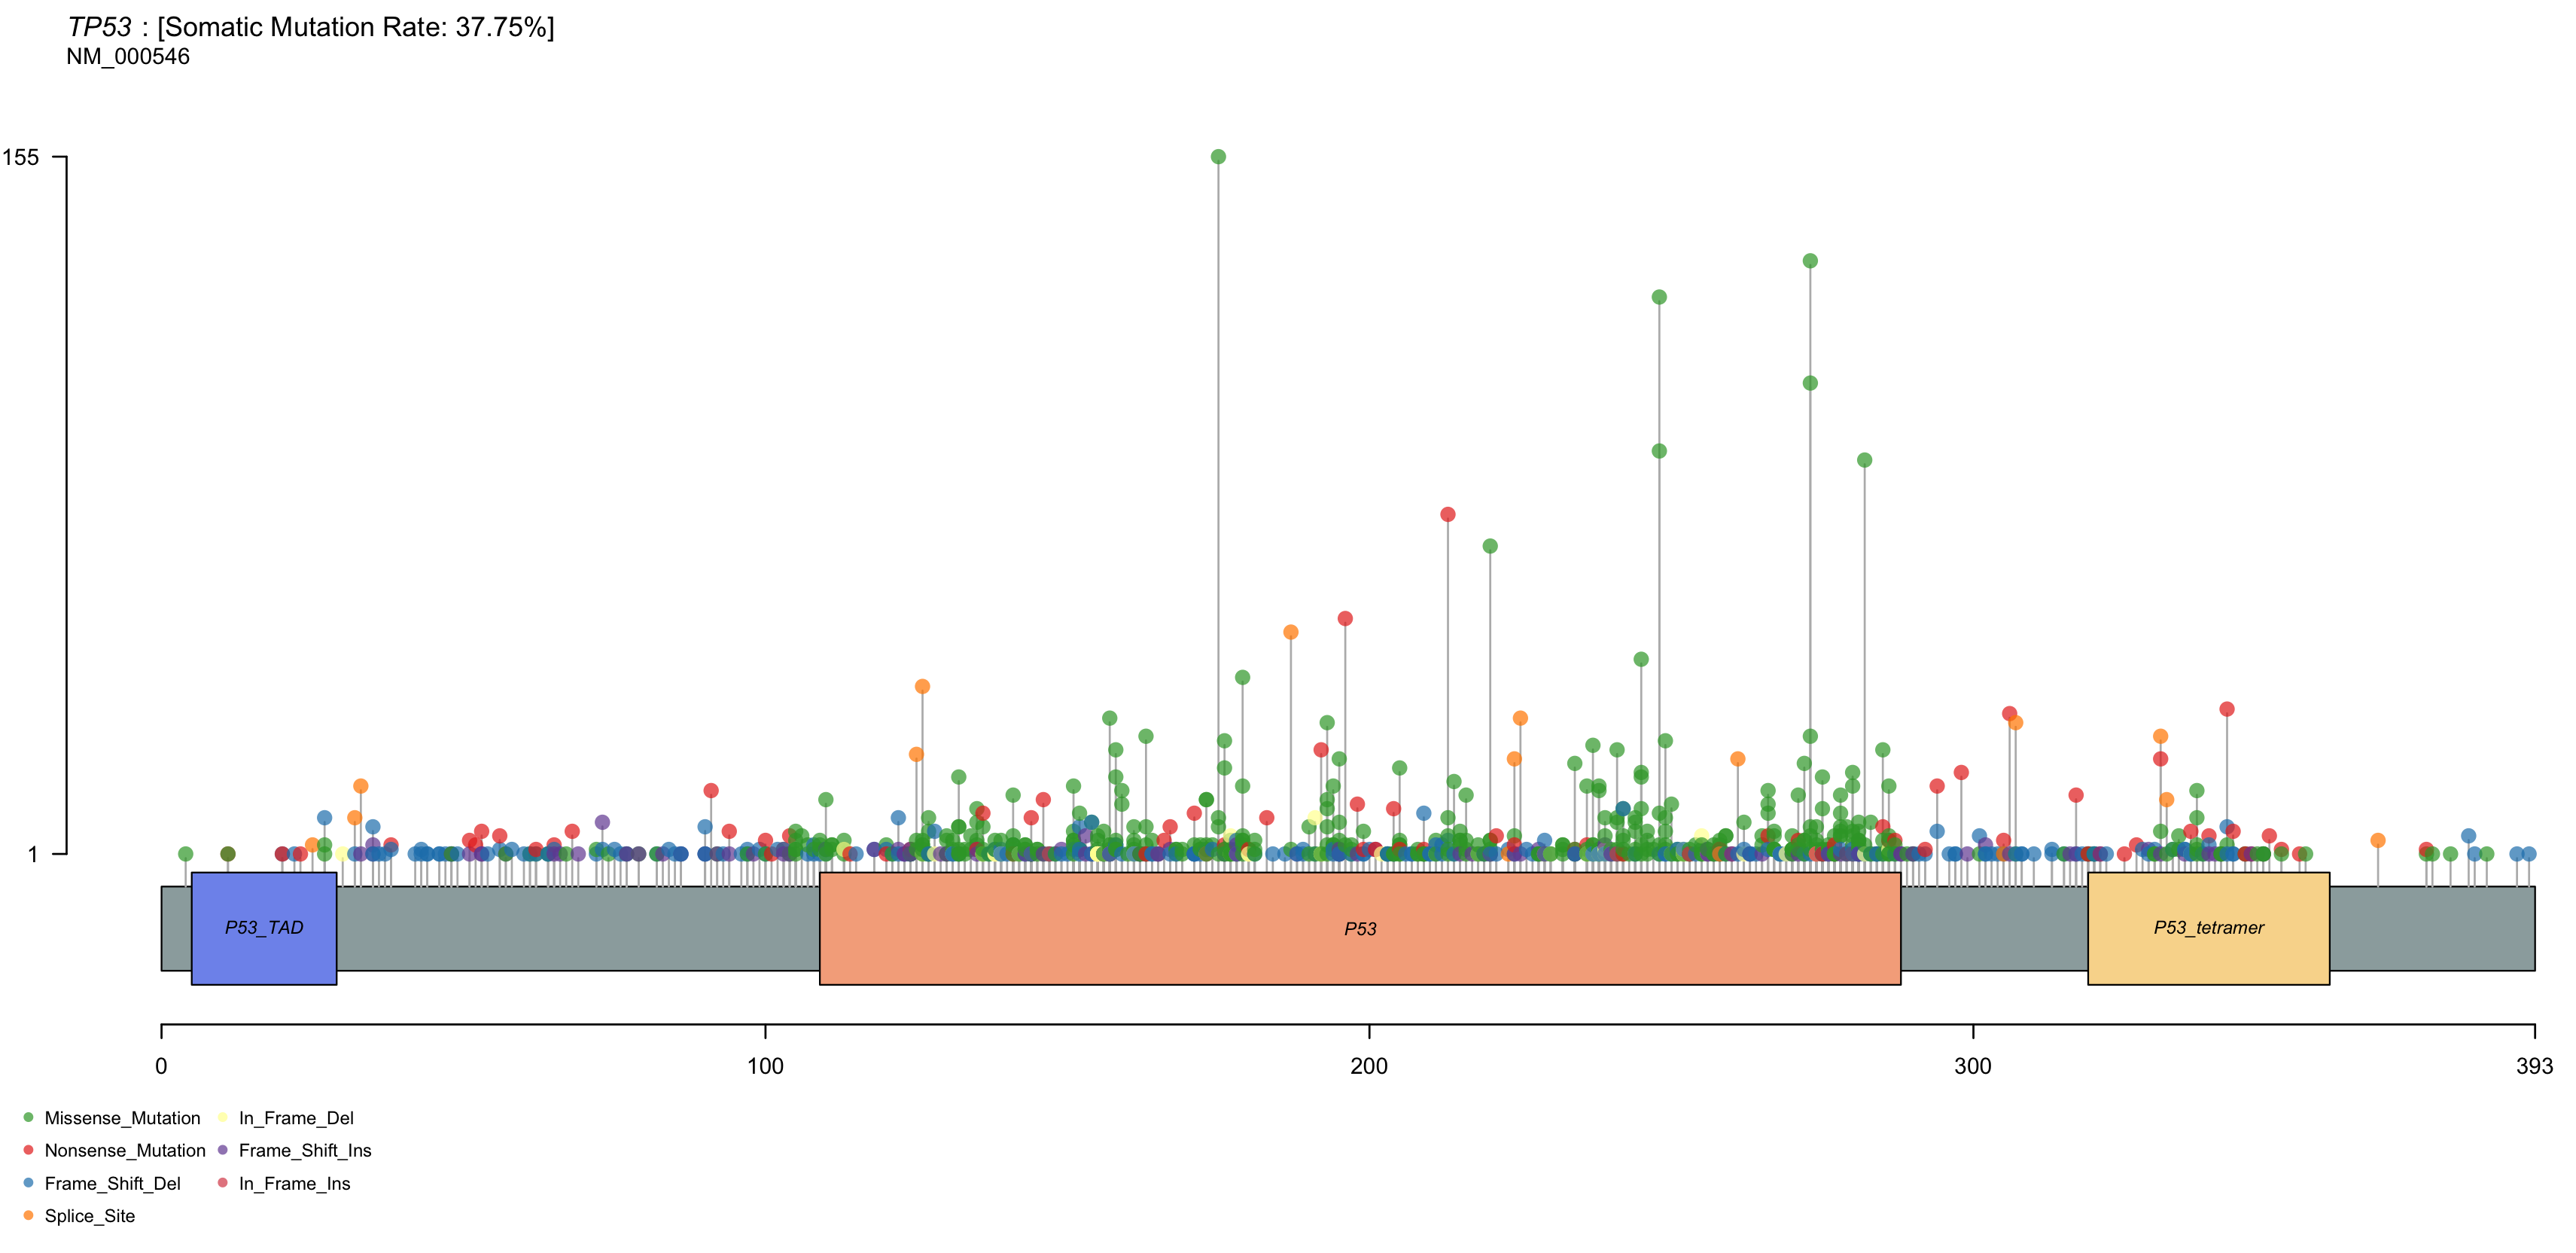 TP53 : [Somatic Mutation Rate: 37.75%]
NM_000546
155
1
P53_TAD
P53
P53_tetramer
0 100 200 300 393
Missense_Mutation In_Frame_Del
Nonsense_Mutation Frame_Shift_Ins
Frame_Shift_Del In_Frame_Ins
Splice_Site